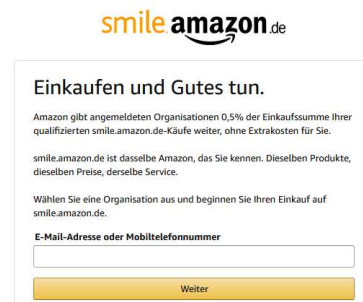 smile.amazon.de
Einkaufen und Gutes tun.
Amazon gibt angemeldeten Organisationen 0,5% der Einkaufssumme Ihrer
qualifizierten smile.amazon.de-Käufe weiter, ohne Extrakosten für Sie.
smile.amazon.de ist dasselbe Amazon, das Sie kennen. Dieselben Produkte,
dieselben Preise, derselbe Service.
Wählen Sie eine Organisation aus und beginnen Sie Ihren Einkauf auf
smile.amazon.de.
E-Mail-Adresse oder Mobiltelefonnummer
Weiter